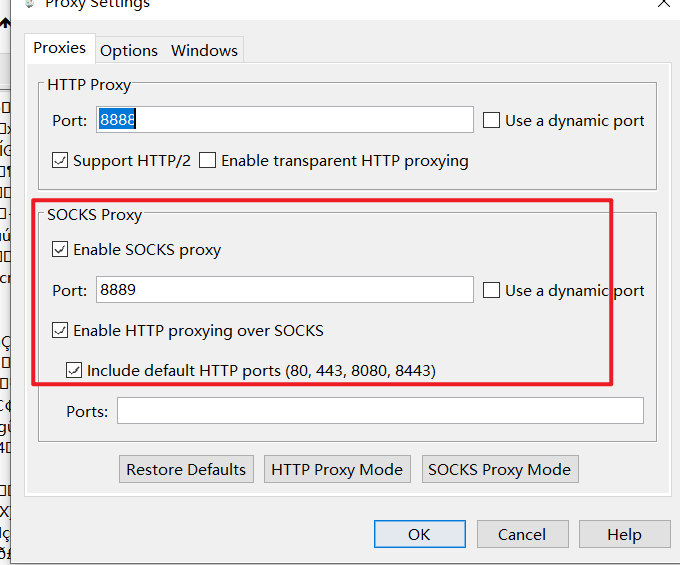 Proxy Settings
Proxies Options Windows
HTTP Proxy
Port: 8888 Use a dynamic port
Support HTTP/2 Enable transparent HTTP proxying
SOCKS Proxy
Enable SOCKS proxy
Port: 8889 Use a dynamic port
Enable HTTP proxying over SOCKS
Include default HTTP ports (80, 443, 8080, 8443)
Ports:
Restore Defaults HTTP Proxy Mode SOCKS Proxy Mode
OK Cancel Help